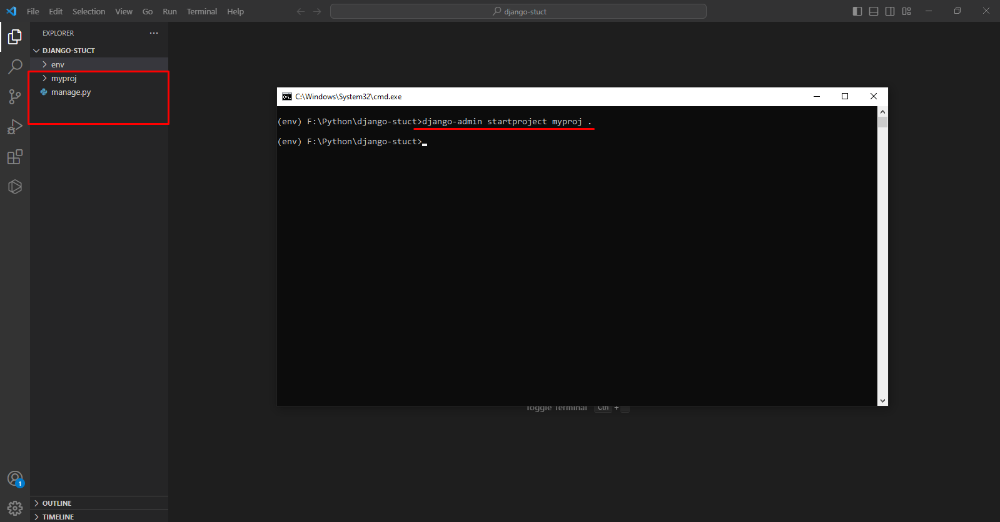 File Edit Selection View Go Run Terminal Help
django-stuct
EXPLORER
DJANGO-STUCT
env
myproj
manage.py
C:\Windows\System32\cmd.exe
(env) F:\Python\django-stuct>django-admin startproject myproj .
(env) F:\Python\django-stuct>
Toggle Terminal Ctrl +
1
OUTLINE
TIMELINE